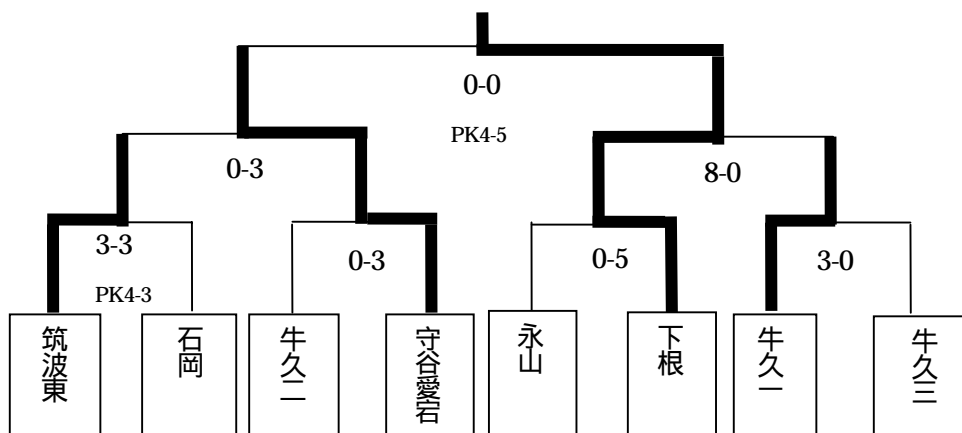 0-0
PK4-5
0-3
8-0
3-3
0-3
0-5
3-0
PK4-3
筑波東
石岡
牛久二
守谷愛宕
永山
下根
牛久一
牛久三